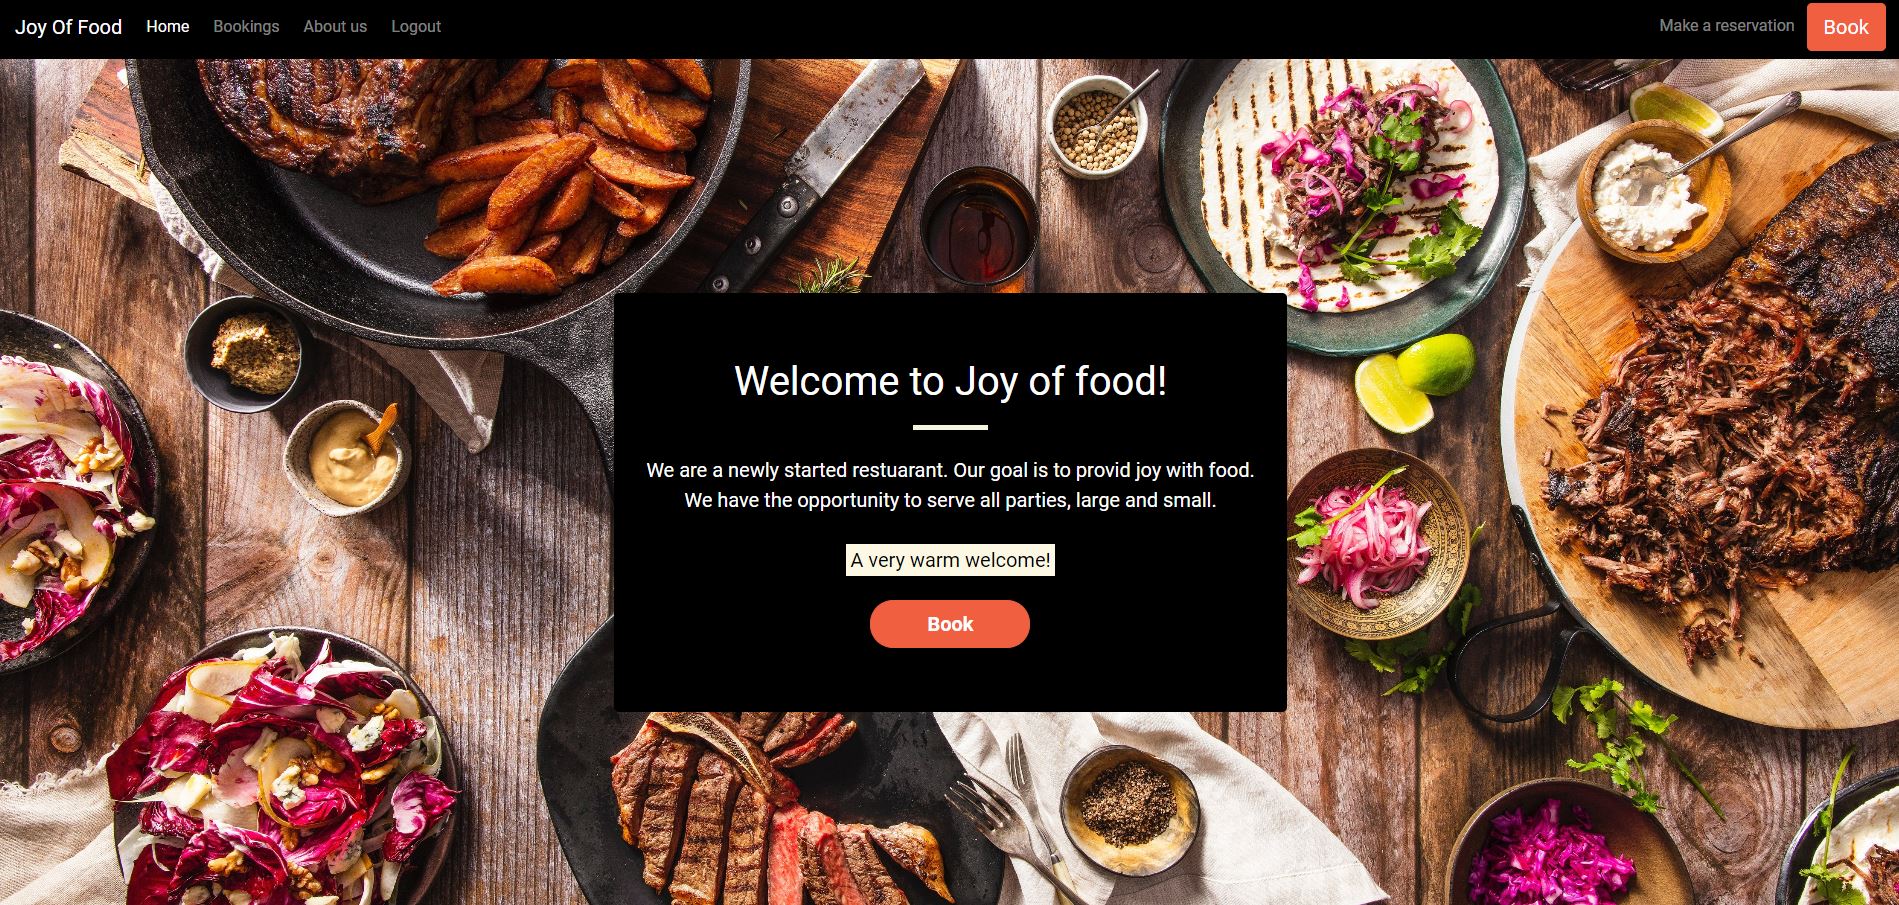 Joy Of Food Home Bookings About us Logout Make a reservation Book
Welcome to Joy of food!
We are a newly started restuarant. Our goal is to provid joy with food.
We have the opportunity to serve all parties, large and small.
A very warm welcome!
Book